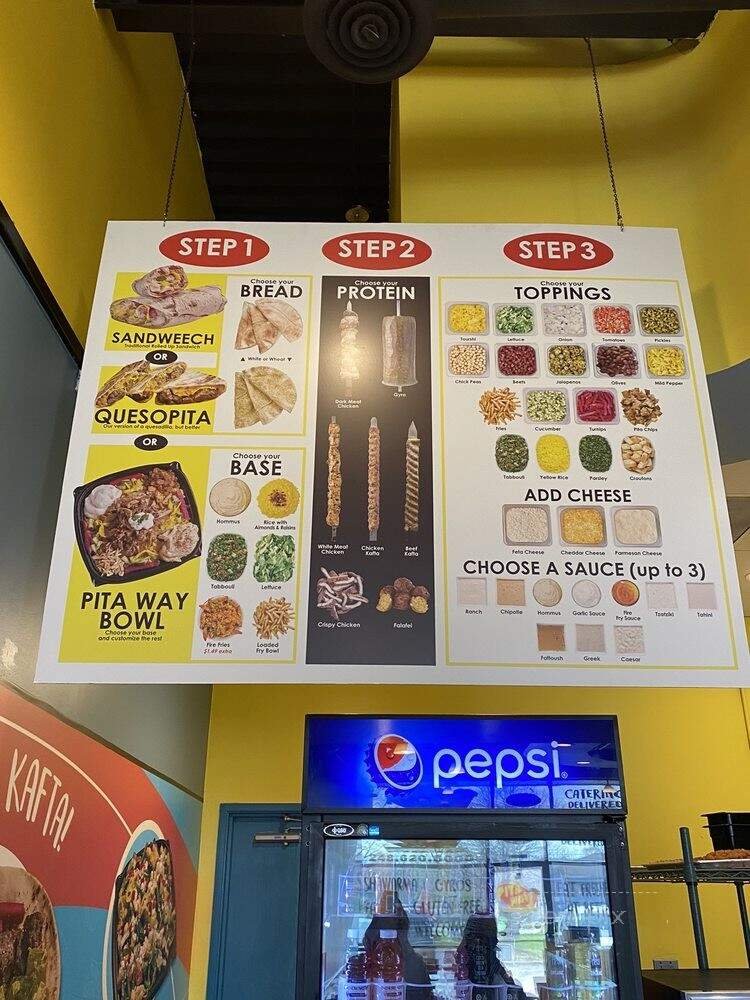 STEP 1
SANDWEECH
Traditional Rolled Up Sandwich
OR
QUESOPITA
Our version of a quesadilla, but better
OR
PITA WAY
BOWL
Choose your base
and customize the rest
Choose your
BREAD
▲ White or Wheat ▼
Choose your
BASE
Hommus
Rice with
Almonds & Raisins
Tabbouli
Lettuce
Fire Fries
$1.49 extra
Loaded
Fry Bowl
STEP 2
Choose your
PROTEIN
Dark Meat
Chicken
Gyro
White Meat
Chicken
Chicken
Kafta
Beef
Kafta
Crispy Chicken
Falafel
STEP 3
Choose your
TOPPINGS
Tourshi
Lettuce
Onion
Tomatoes
Pickles
Chick Peas
Beets
Jalapenos
Olives
Mild Pepper
Fries
Cucumber
Turnips
Pita Chips
Tabbouli
Yellow Rice
Parsley
Croutons
ADD CHEESE
Feta Cheese
Cheddar Cheese
Parmesan Cheese
CHOOSE A SAUCE (up to 3)
Ranch
Chipotle
Hommus
Garlic Sauce
Fire
Fry Sauce
Tzatziki
Tahini
Fattoush
Greek
Caesar
KAFTA!
pepsi
CATERING
DELIVERED
SHAWARMA GYROS
GLUTEN FREE
WELCOME